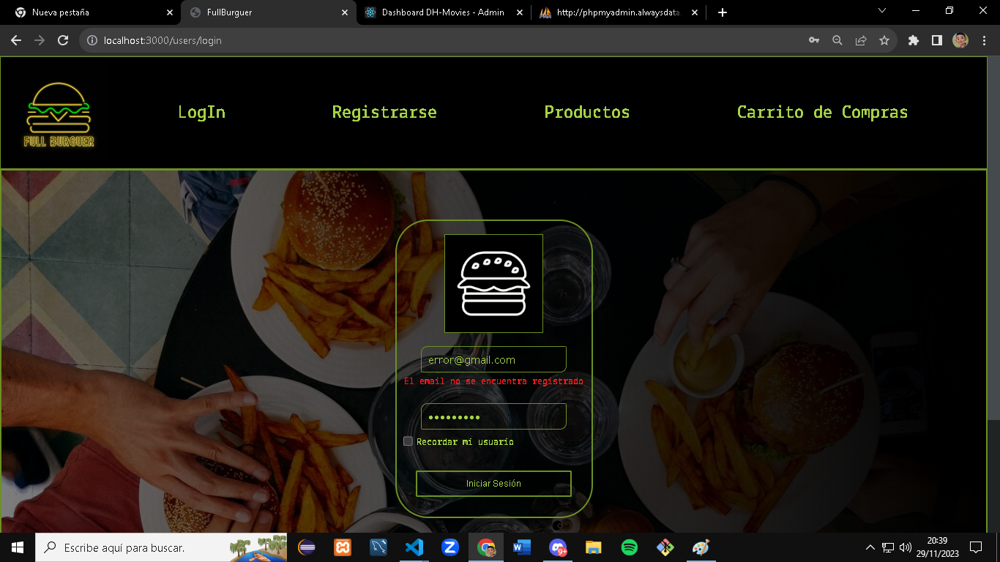 Nueva pestaña
FullBurguer
Dashboard DH-Movies - Admin
http://phpmyadmin.alwaysdata.
localhost:3000/users/login
FULL BURGUER
LogIn
Registrarse
Productos
Carrito de Compras
error@gmail.com
El email no se encuentra registrado
•••••••••
Recordar mi usuario
Iniciar Sesión
Escribe aquí para buscar.
9+
20:39
29/11/2023